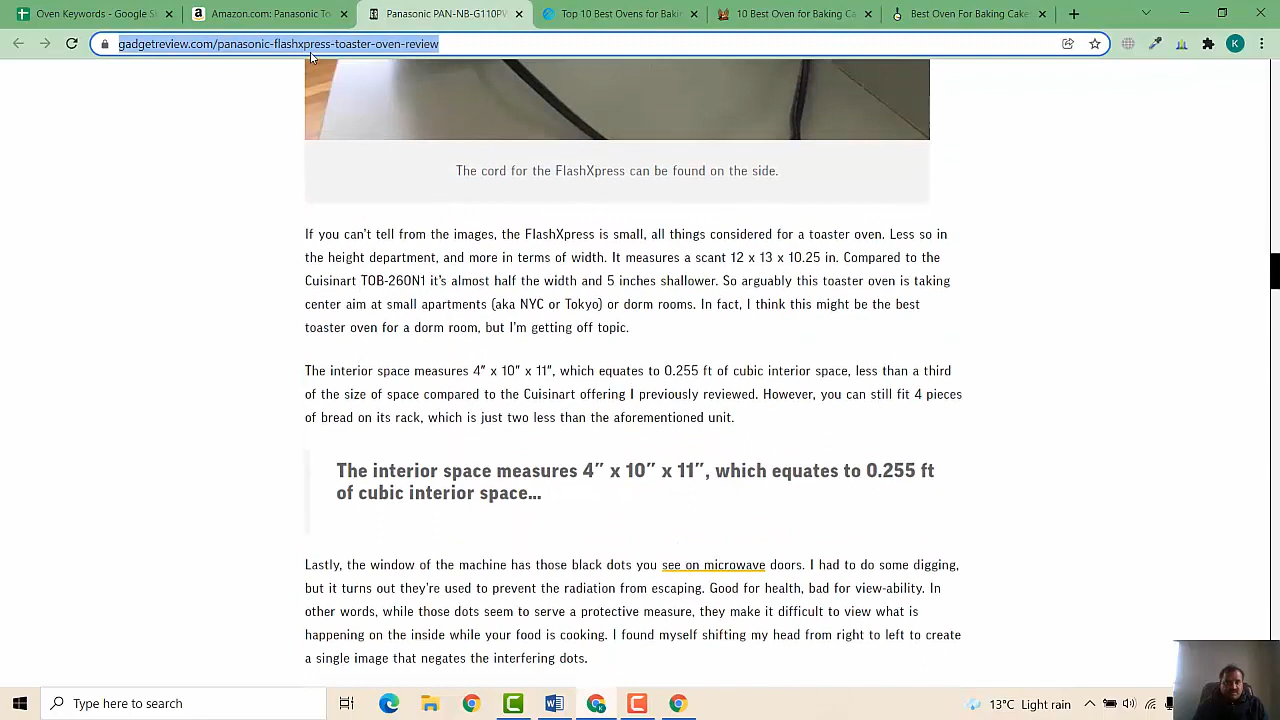 Oven Keywords - Google S
Amazon.com: Panasonic To
Panasonic PAN-NB-G110PV
Top 10 Best Ovens for Bakin
10 Best Oven for Baking Ca
Best Oven For Baking Cake
gadgetreview.com/panasonic-flashxpress-toaster-oven-review
K
The cord for the FlashXpress can be found on the side.
If you can't tell from the images, the FlashXpress is small, all things considered for a toaster oven. Less so in
the height department, and more in terms of width. It measures a scant 12 x 13 x 10.25 in. Compared to the
Cuisinart TOB-260N1 it's almost half the width and 5 inches shallower. So arguably this toaster oven is taking
center aim at small apartments (aka NYC or Tokyo) or dorm rooms. In fact, I think this might be the best
toaster oven for a dorm room, but I'm getting off topic.
The interior space measures 4″ x 10″ x 11″, which equates to 0.255 ft of cubic interior space, less than a third
of the size of space compared to the Cuisinart offering I previously reviewed. However, you can still fit 4 pieces
of bread on its rack, which is just two less than the aforementioned unit.
The interior space measures 4″ x 10″ x 11″, which equates to 0.255 ft
of cubic interior space…
Lastly, the window of the machine has those black dots you see on microwave doors. I had to do some digging,
but it turns out they're used to prevent the radiation from escaping. Good for health, bad for view-ability. In
other words, while those dots seem to serve a protective measure, they make it difficult to view what is
happening on the inside while your food is cooking. I found myself shifting my head from right to left to create
a single image that negates the interfering dots.
Type here to search
13°C Light rain